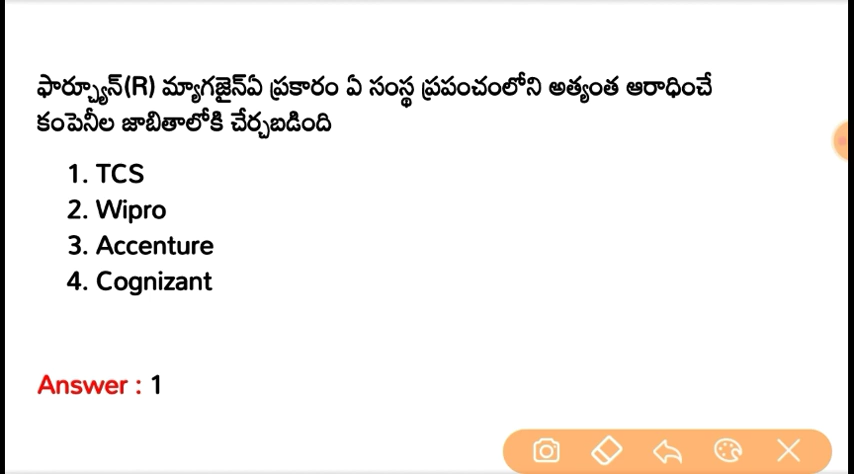 ఫార్చ్యూన్(R) మ్యాగజైన్‌ఏ ప్రకారం ఏ సంస్థ ప్రపంచంలోని అత్యంత ఆరాధించే
కంపెనీల జాబితాలోకి చేర్చబడింది
1. TCS
2. Wipro
3. Accenture
4. Cognizant
Answer : 1